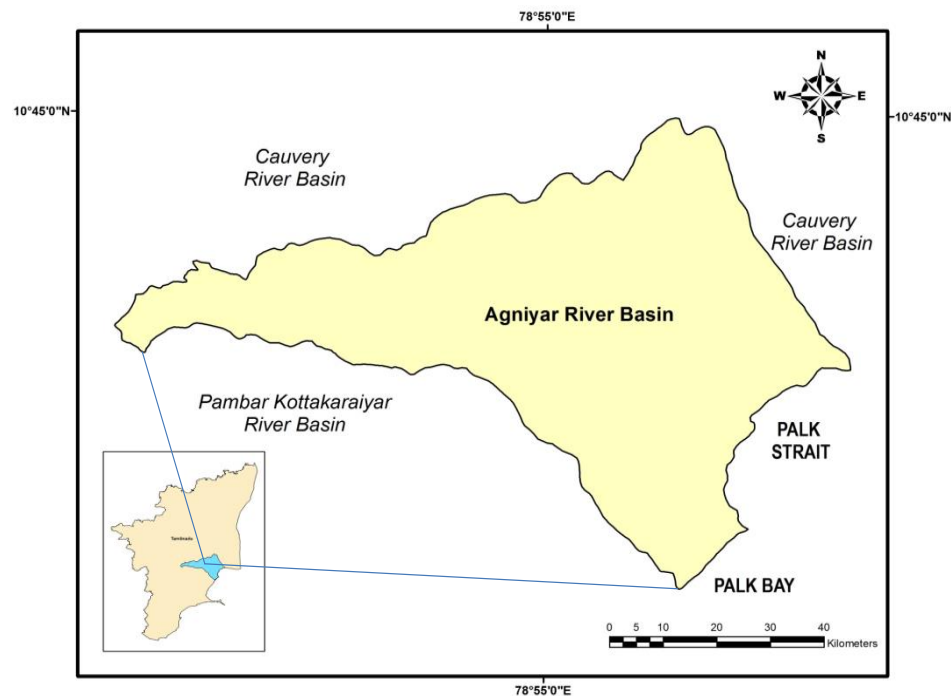 78°55'0"E
10°45'0"N
10°45'0"N
N
W
E
S
Cauvery
River Basin
Cauvery
River Basin
Agniyar River Basin
Pambar Kottakaraiyar
River Basin
PALK
STRAIT
Tamilnadu
PALK BAY
0 5 10 20 30 40
Kilometers
78°55'0"E